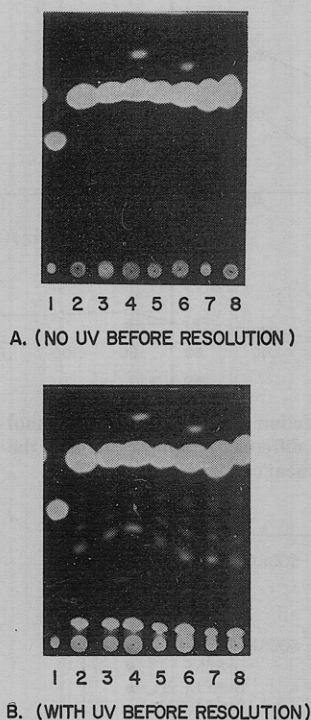 1 2 3 4 5 6 7 8
A. (NO UV BEFORE RESOLUTION)
1 2 3 4 5 6 7 8
B. (WITH UV BEFORE RESOLUTION)